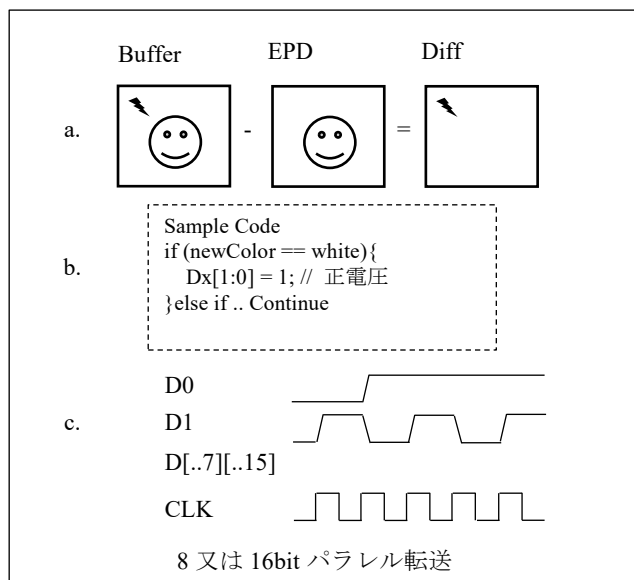 Buffer EPD Diff
a. - =
Sample Code
if (newColor == white){
b. Dx[1:0] = 1; // 正電圧
}else if .. Continue
D0
c. D1
D[..7][..15]
CLK
8 又は 16bit パラレル転送